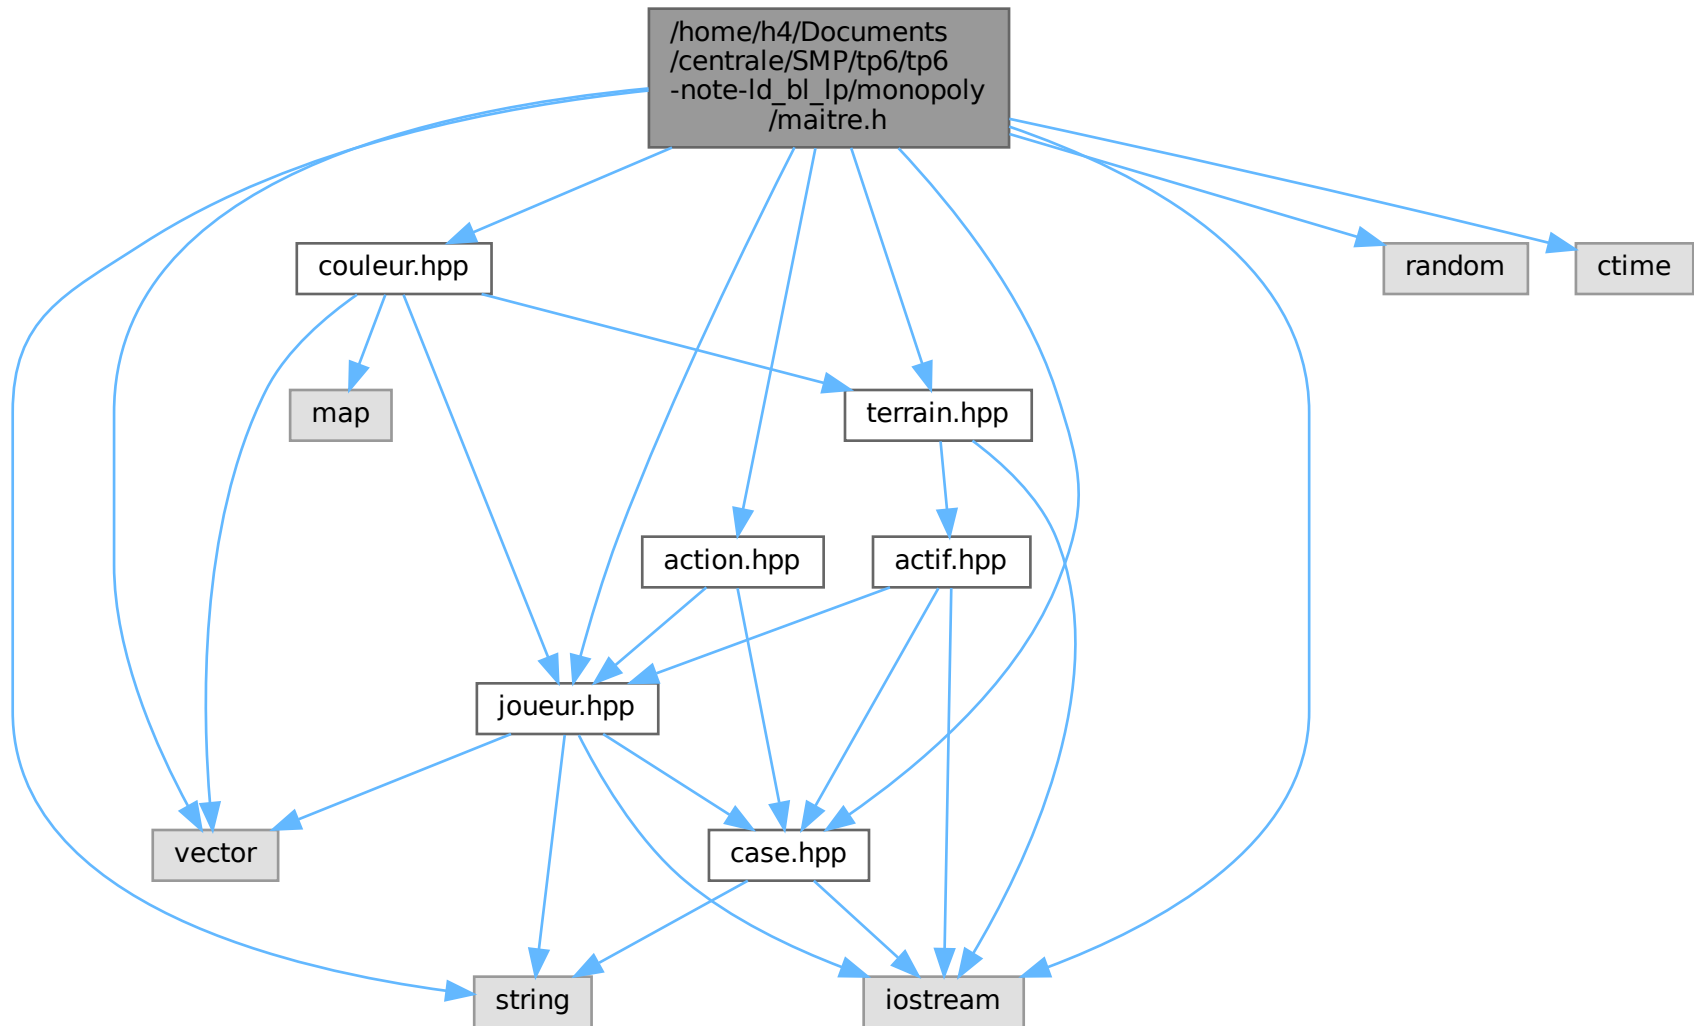 /home/h4/Documents
/centrale/SMP/tp6/tp6
-note-ld_bl_lp/monopoly
/maitre.h
couleur.hpp
random
ctime
map
terrain.hpp
action.hpp
actif.hpp
joueur.hpp
vector
case.hpp
string
iostream